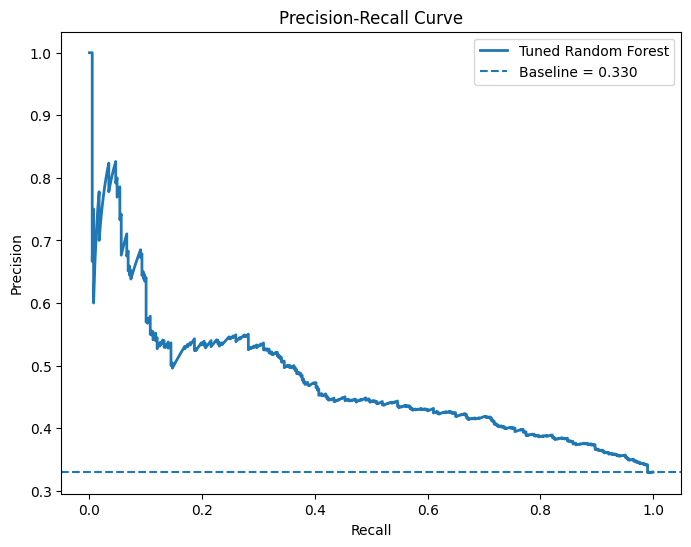 Precision-Recall Curve
Tuned Random Forest
Baseline = 0.330
Precision
1.0
0.9
0.8
0.7
0.6
0.5
0.4
0.3
0.0 0.2 0.4 0.6 0.8 1.0
Recall